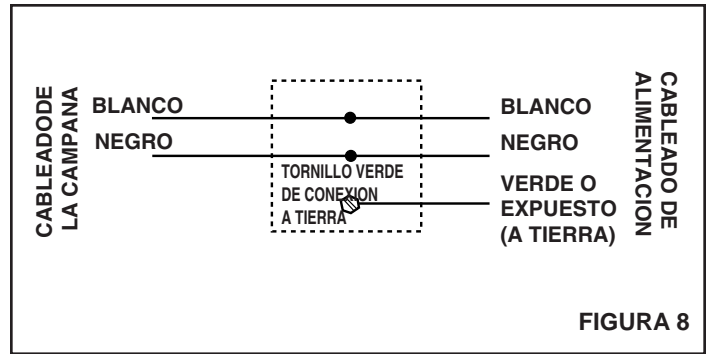 CABLEADODE
LA CAMPANA
BLANCO
NEGRO
TORNILLO VERDE
DE CONEXION
A TIERRA
BLANCO
NEGRO
VERDE O
EXPUESTO
(A TIERRA)
CABLEADO DE
ALIMENTACION
FIGURA 8